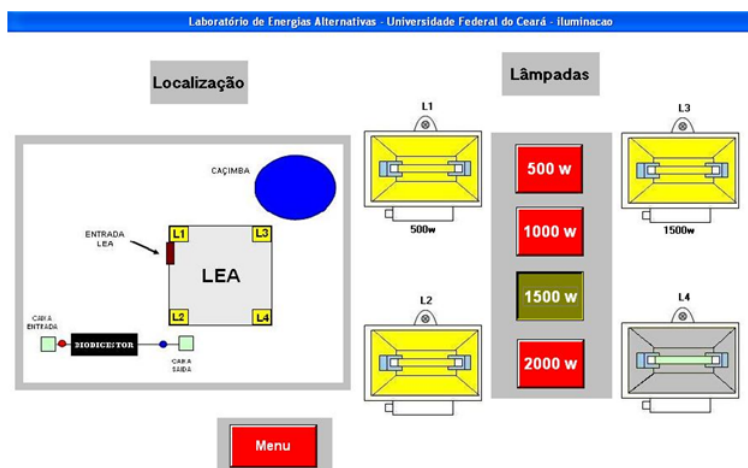 Laboratório de Energias Alternativas - Universidade Federal do Ceará - iluminacao
Localização
Lâmpadas
CAÇIMBA
ENTRADA
LEA
L1
L3
LEA
L2
L4
CAIXA
ENTRADA
BIODIGESTOR
CAIXA
SAIDA
Menu
L1
500w
L2
500 w
1000 w
1500 w
2000 w
L3
1500w
L4